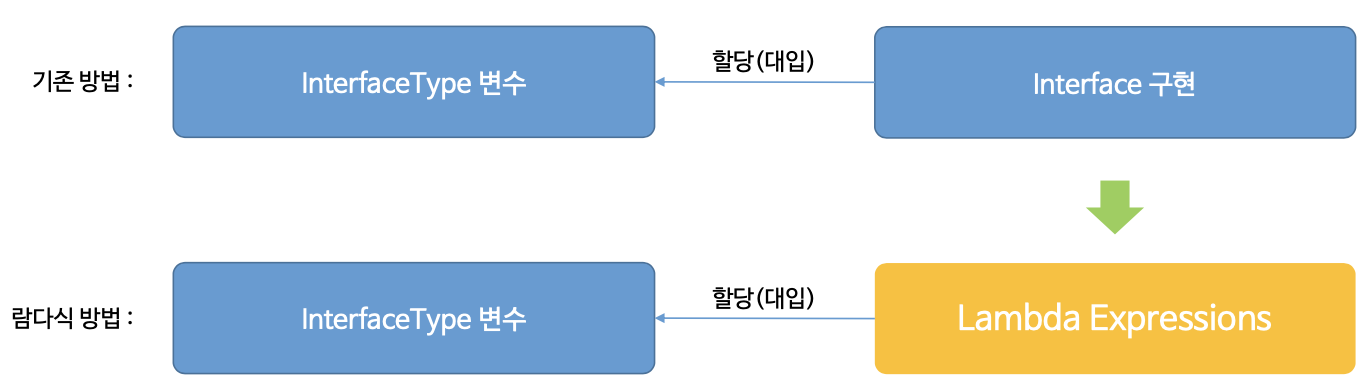 기존 방법 :
InterfaceType 변수
할당(대입)
Interface 구현
람다식 방법 :
InterfaceType 변수
할당(대입)
Lambda Expressions